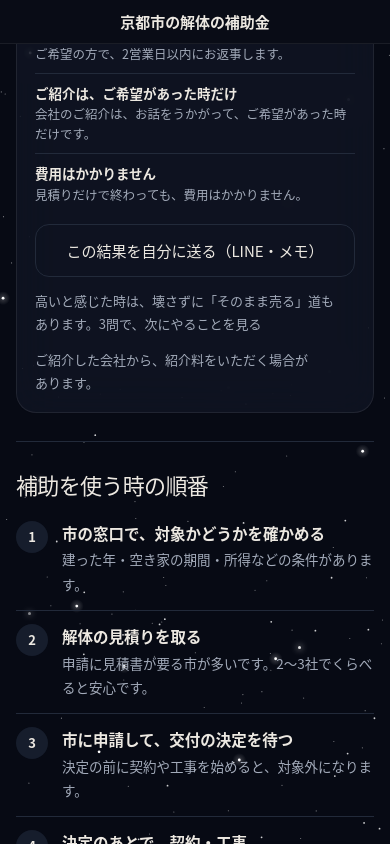 京都市の解体の補助金
ご希望の方で、2営業日以内にお返事します。
ご紹介は、ご希望があった時だけ
会社のご紹介は、お話をうかがって、ご希望があった時
だけです。
費用はかかりません
見積りだけで終わっても、費用はかかりません。
この結果を自分に送る（LINE・メモ）
高いと感じた時は、壊さずに「そのまま売る」道も
あります。3問で、次にやることを見る
ご紹介した会社から、紹介料をいただく場合が
あります。
補助を使う時の順番
1
市の窓口で、対象かどうかを確かめる
建った年・空き家の期間・所得などの条件がありま
す。
2
解体の見積りを取る
申請に見積書が要る市が多いです。2〜3社でくらべ
ると安心です。
3
市に申請して、交付の決定を待つ
決定の前に契約や工事を始めると、対象外になりま
す。
4
決定のあとで、契約・工事